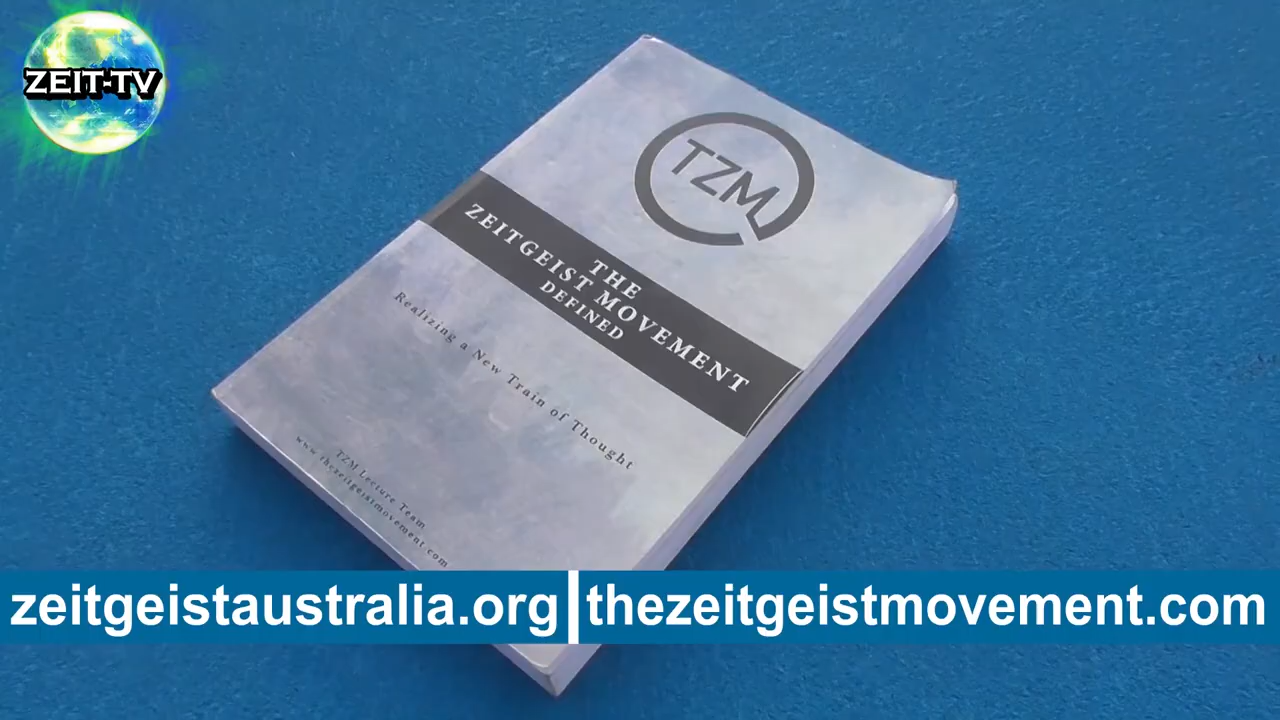 ZEIT-TV
TZM
THE
ZEITGEIST MOVEMENT
DEFINED
Realizing a New Train of Thought
TZM Lecture Team
www.thezeitgeistmovement.com
zeitgeistaustralia.org
thezeitgeistmovement.com